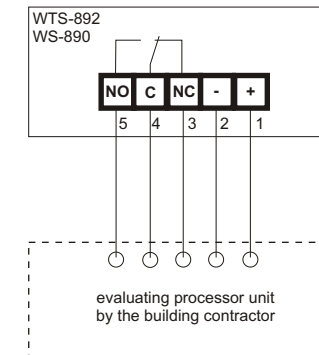 WTS-892
WS-890
NO C NC - +
5 4 3 2 1
evaluating processor unit
by the building contractor